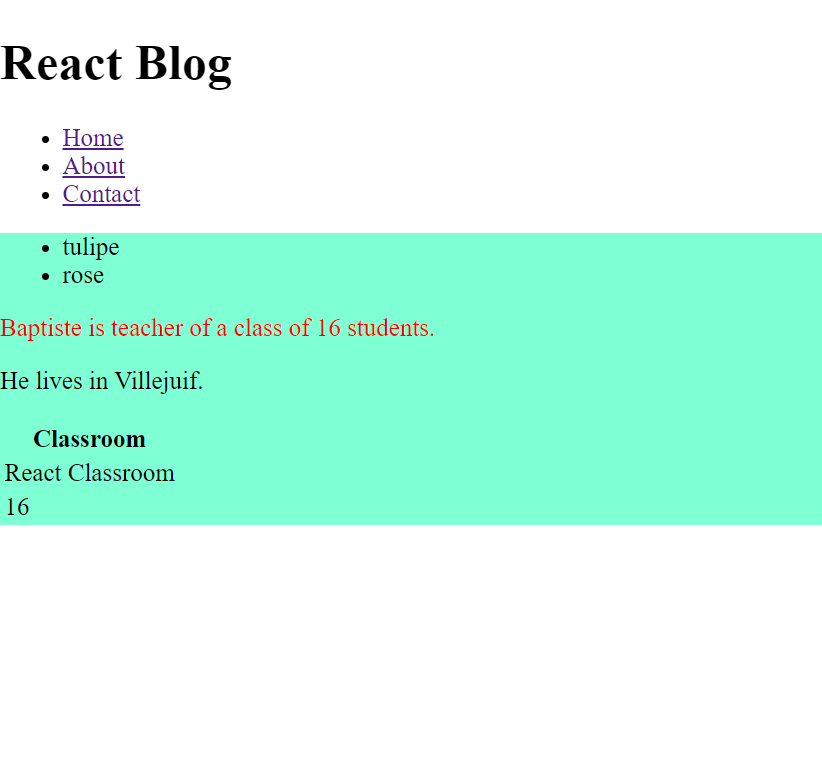 React Blog
Home
About
Contact
tulipe
rose
Baptiste is teacher of a class of 16 students.
He lives in Villejuif.
Classroom
React Classroom
16